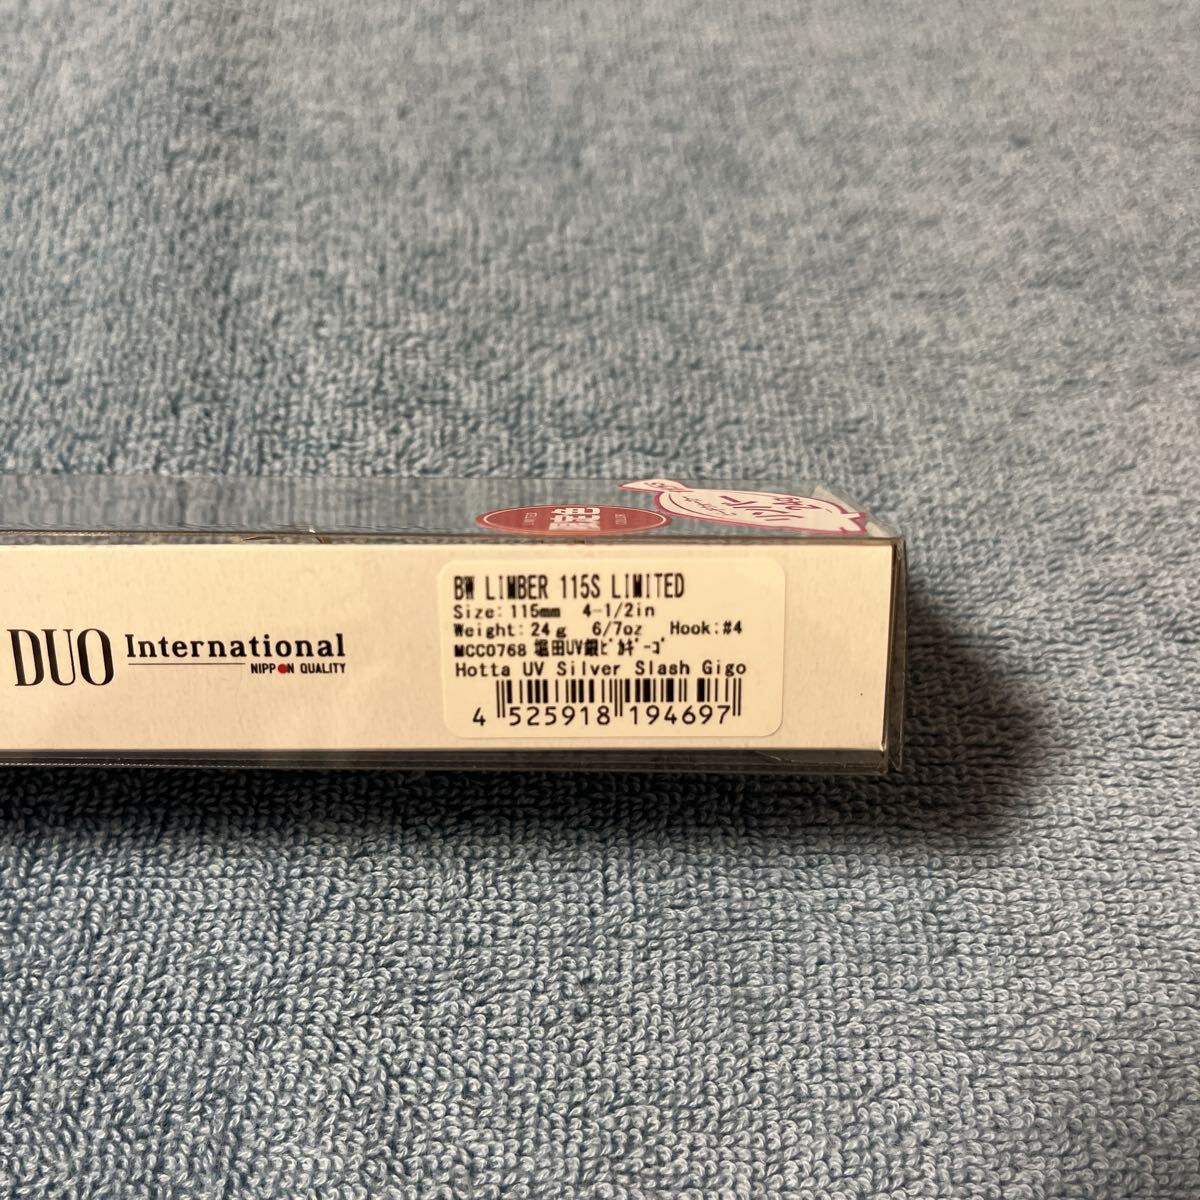 DUO International
NIPPON QUALITY
BW LIMBER 115S LIMITED
Size:115mm 4-1/2in
Weight:24g 6/7oz Hook:#4
MCC0768 堀田UV銀ﾋﾟｶｷﾞｰｺﾞ
Hotta UV Silver Slash Gigo
4 525918 194697